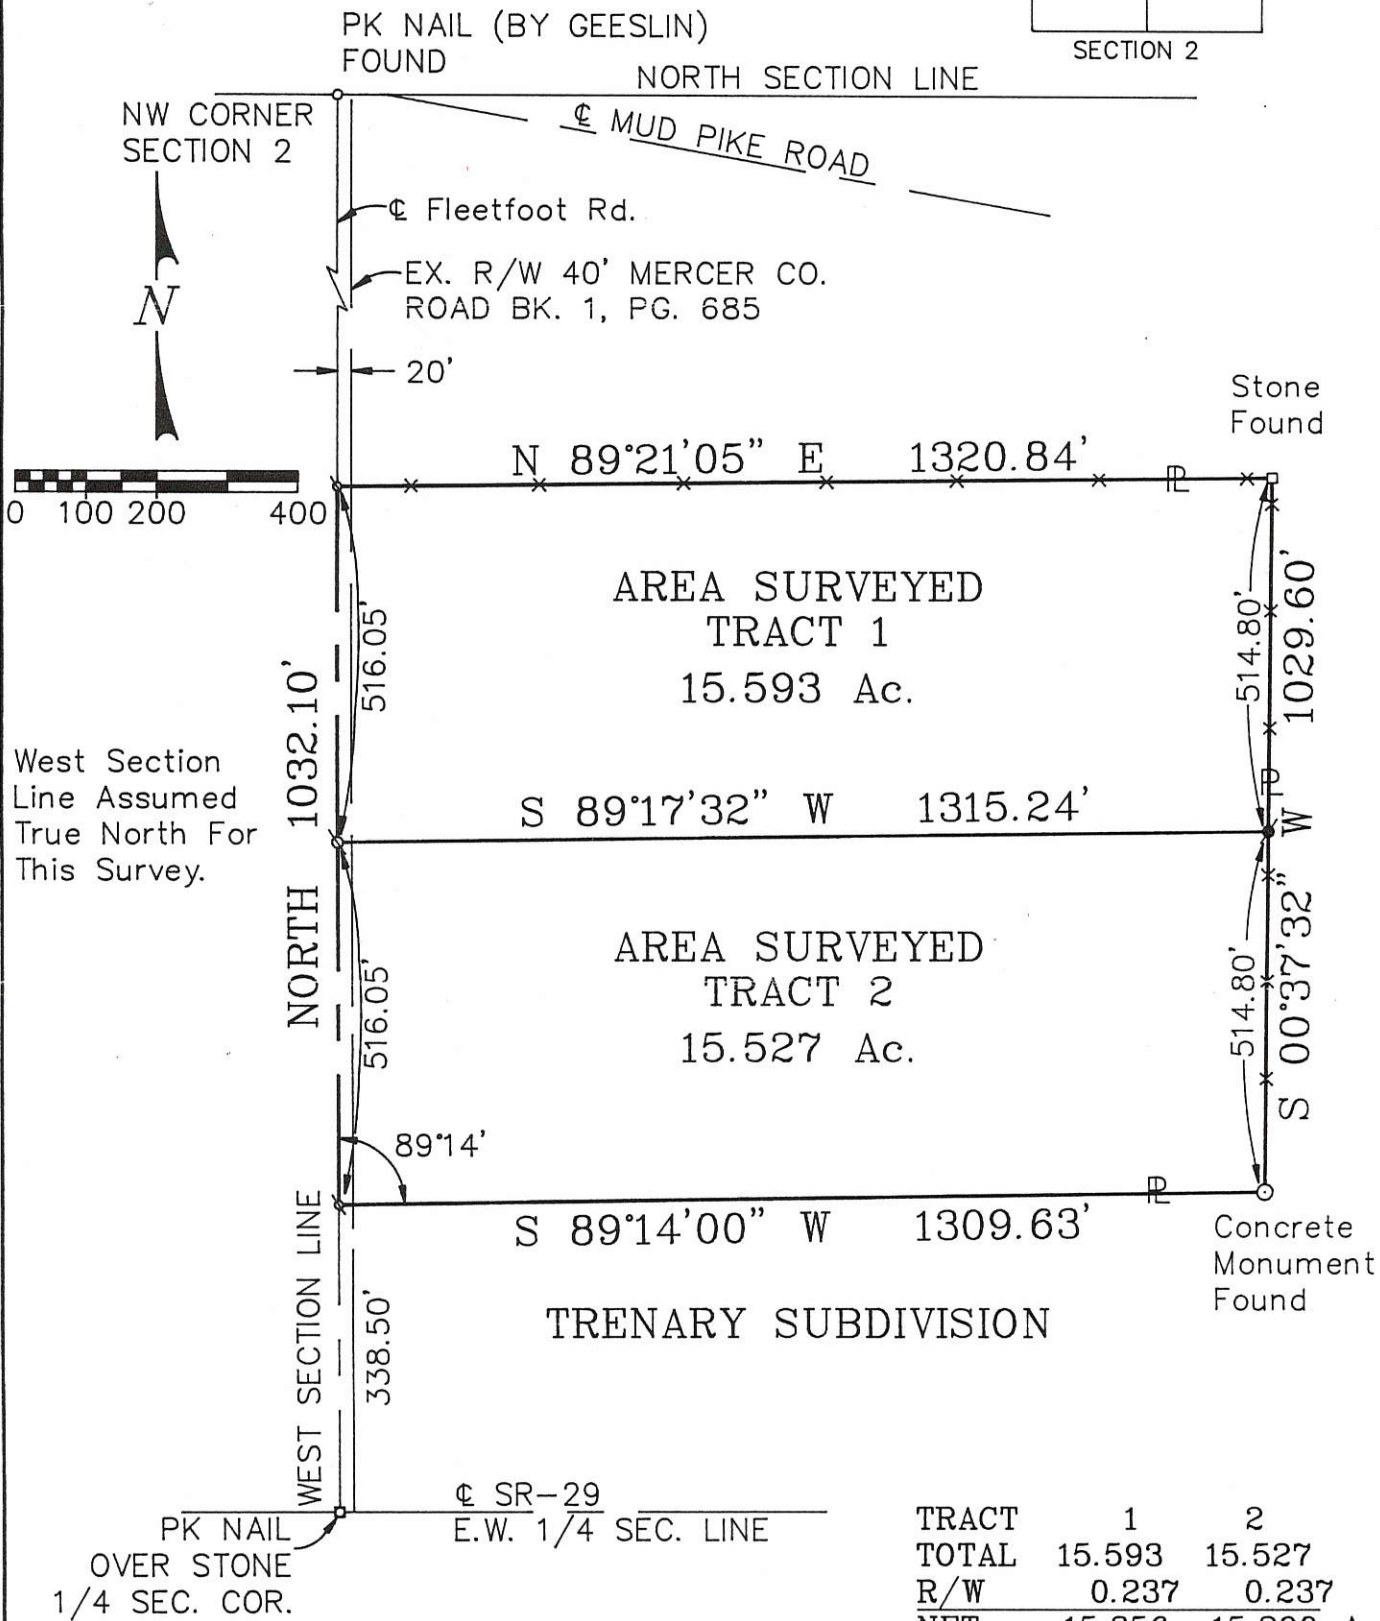 PK NAIL (BY GEESLIN)
FOUND
SECTION 2
NORTH SECTION LINE
NW CORNER
SECTION 2
℄ MUD PIKE ROAD
℄ Fleetfoot Rd.
EX. R/W 40' MERCER CO.
ROAD BK. 1, PG. 685
N
20'
Stone
Found
N 89°21'05" E 1320.84'
℄
0 100 200 400
AREA SURVEYED
TRACT 1
15.593 Ac.
516.05'
514.80'
S 00°37'32" W 1029.60'
NORTH 1032.10'
West Section
Line Assumed
True North For
This Survey.
S 89°17'32" W 1315.24'
AREA SURVEYED
TRACT 2
15.527 Ac.
516.05'
514.80'
89°14'
S 89°14'00" W 1309.63'
Concrete
Monument
Found
WEST SECTION LINE
338.50'
TRENARY SUBDIVISION
℄ SR-29
E.W. 1/4 SEC. LINE
PK NAIL
OVER STONE
1/4 SEC. COR.
TRACT 1 2
TOTAL 15.593 15.527
R/W 0.237 0.237
NET 15.356 15.290